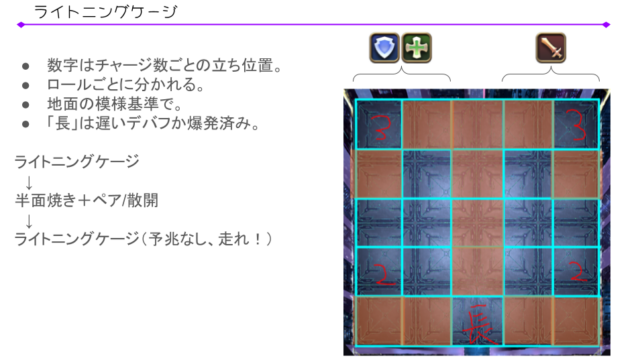 ライトニングケージ
● 数字はチャージ数ごとの立ち位置。
● ロールごとに分かれる。
● 地面の模様基準で。
● 「長」は遅いデバフか爆発済み。
ライトニングケージ
↓
半面焼き＋ペア/散開
↓
ライトニングケージ（予兆なし、走れ！）
3 3
2 2
長